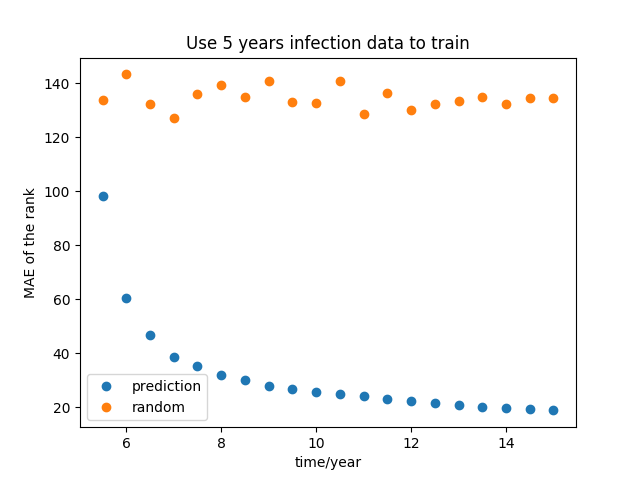 Use 5 years infection data to train
MAE of the rank
140
120
100
80
60
40
20
prediction
random
6 8 10 12 14
time/year